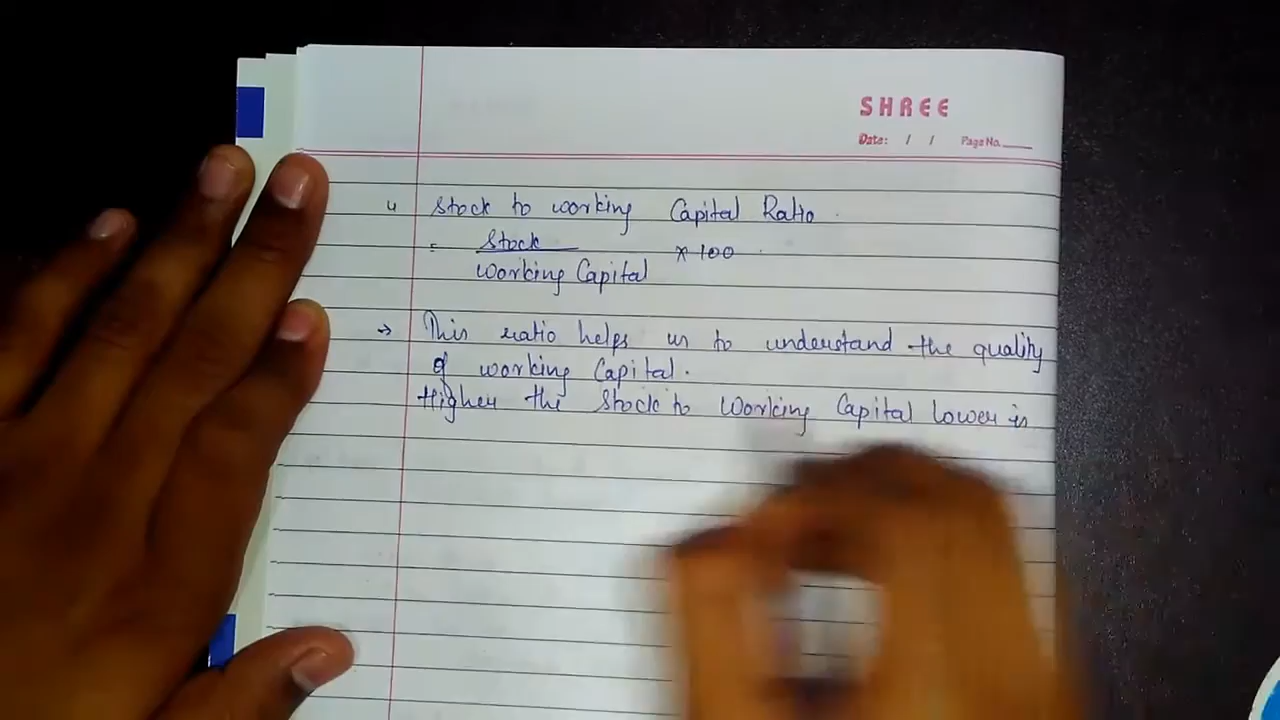 SHREE
Date: / / Page No.
4 Stock to working Capital Ratio
= Stock × 100
Working Capital
→ This ratio helps us to understand the quality
of working Capital.
Higher the Stock to Working Capital lower is